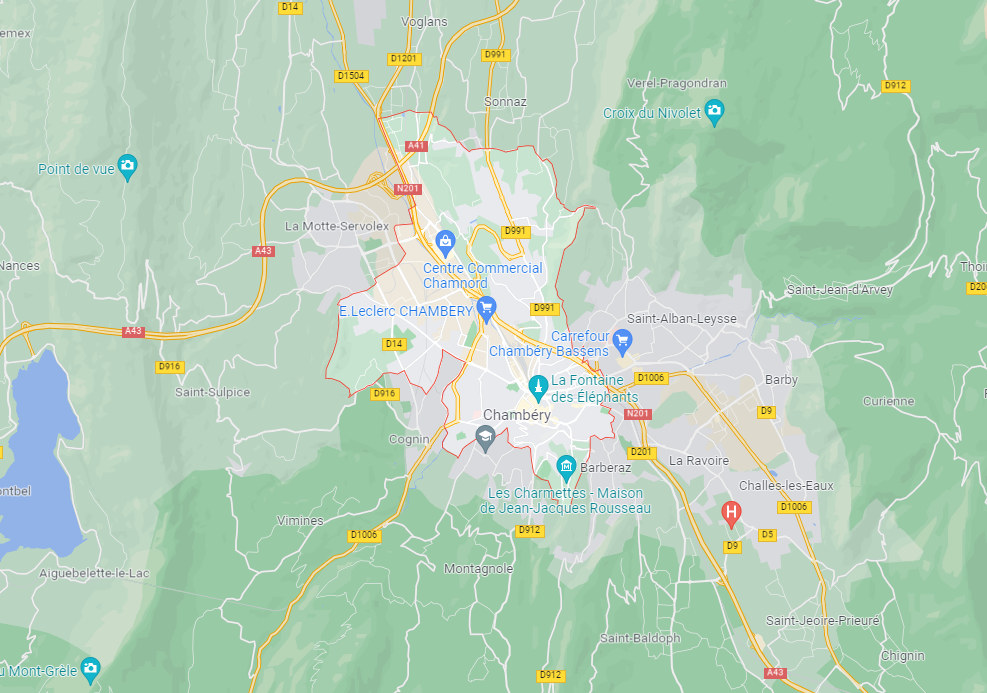 D14
Voglans
emex
D1201
D991
D1504
Verel-Pragondran
D912
Sonnaz
Croix du Nivolet
A41
Point de vue
N201
La Motte-Servolex
D991
A43
Nances
Centre Commercial
Chamnord
Thoir
Saint-Jean-d'Arvey
D20
E.Leclerc CHAMBERY
D991
Saint-Alban-Leysse
A43
Carrefour
Chambéry Bassens
D14
D916
D1006
La Fontaine
des Éléphants
Barby
Saint-Sulpice
D916
Curienne
Chambéry
N201
D9
Cognin
D201
La Ravoire
Barberaz
Challes-les-Eaux
ontbel
Les Charmettes - Maison
de Jean-Jacques Rousseau
D1006
H
Vimines
D912
D1006
D5
D9
Montagnole
Aiguebelette-le-Lac
Saint-Jeoire-Prieuré
Saint-Baldoph
Chignin
u Mont-Grêle
D912
A43